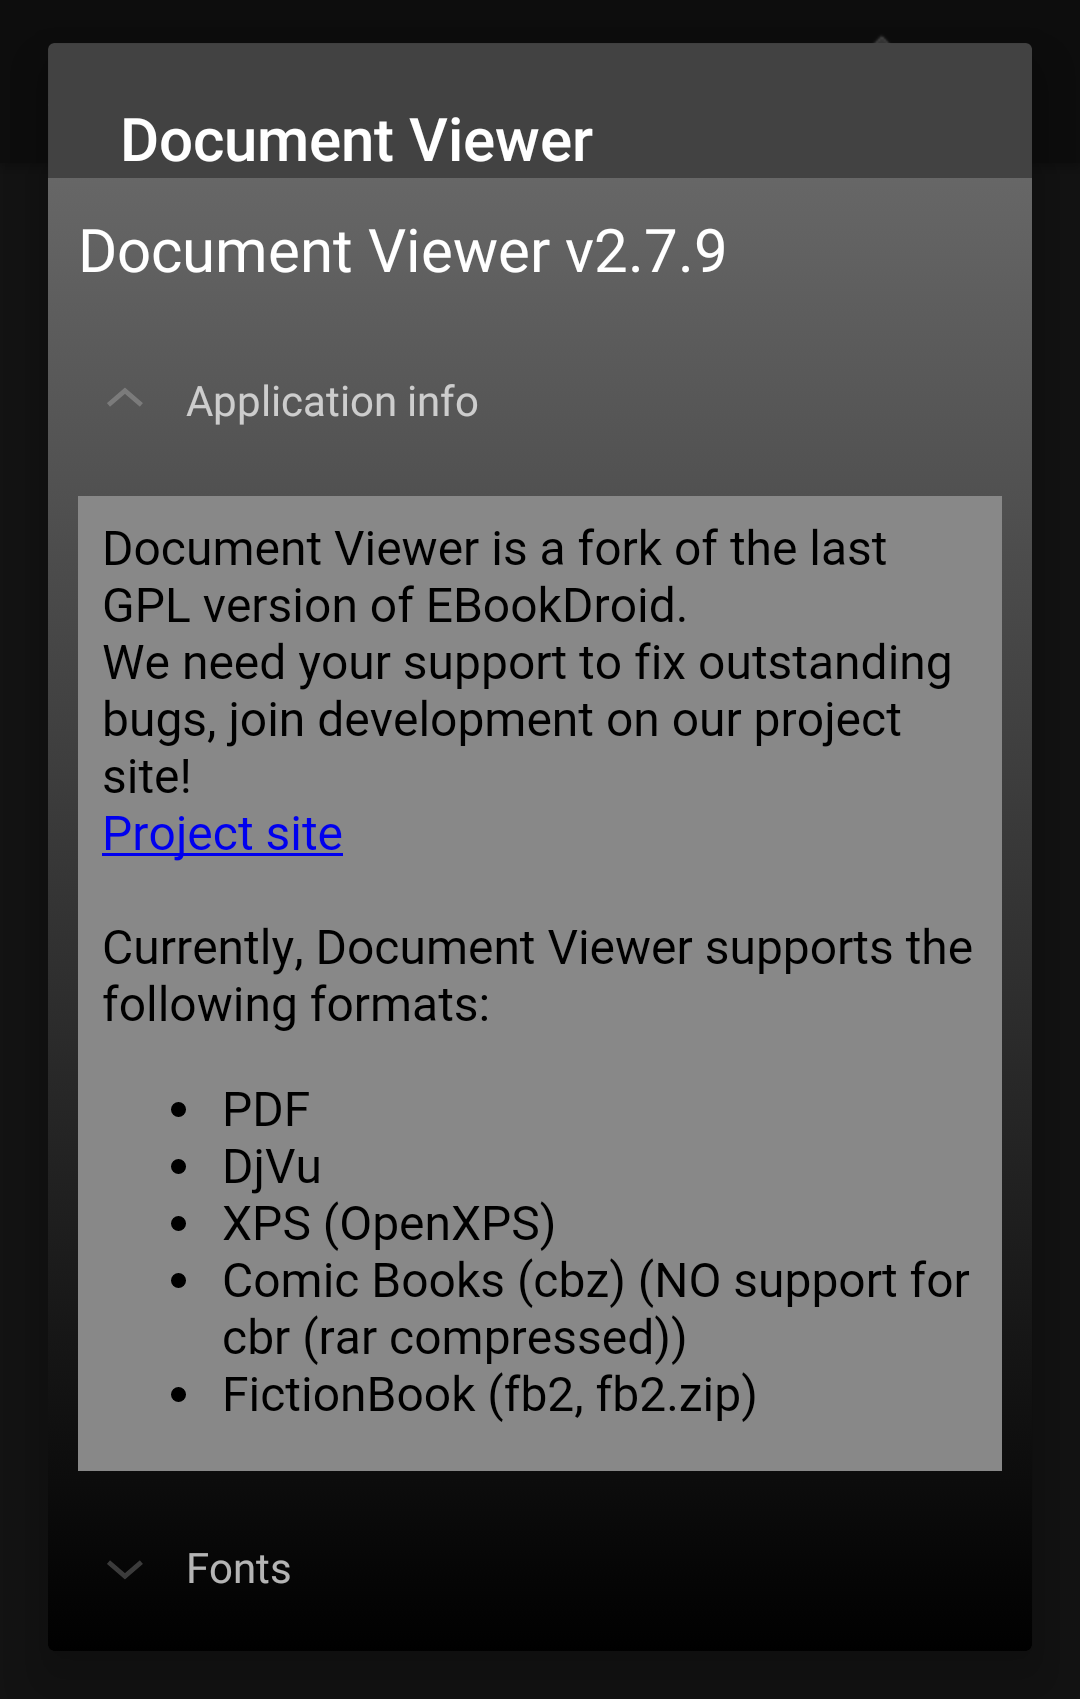 Document Viewer
Document Viewer v2.7.9
Application info
Document Viewer is a fork of the last
GPL version of EBookDroid.
We need your support to fix outstanding
bugs, join development on our project
site!
Project site
Currently, Document Viewer supports the
following formats:
• PDF
• DjVu
• XPS (OpenXPS)
• Comic Books (cbz) (NO support for
cbr (rar compressed))
• FictionBook (fb2, fb2.zip)
Fonts